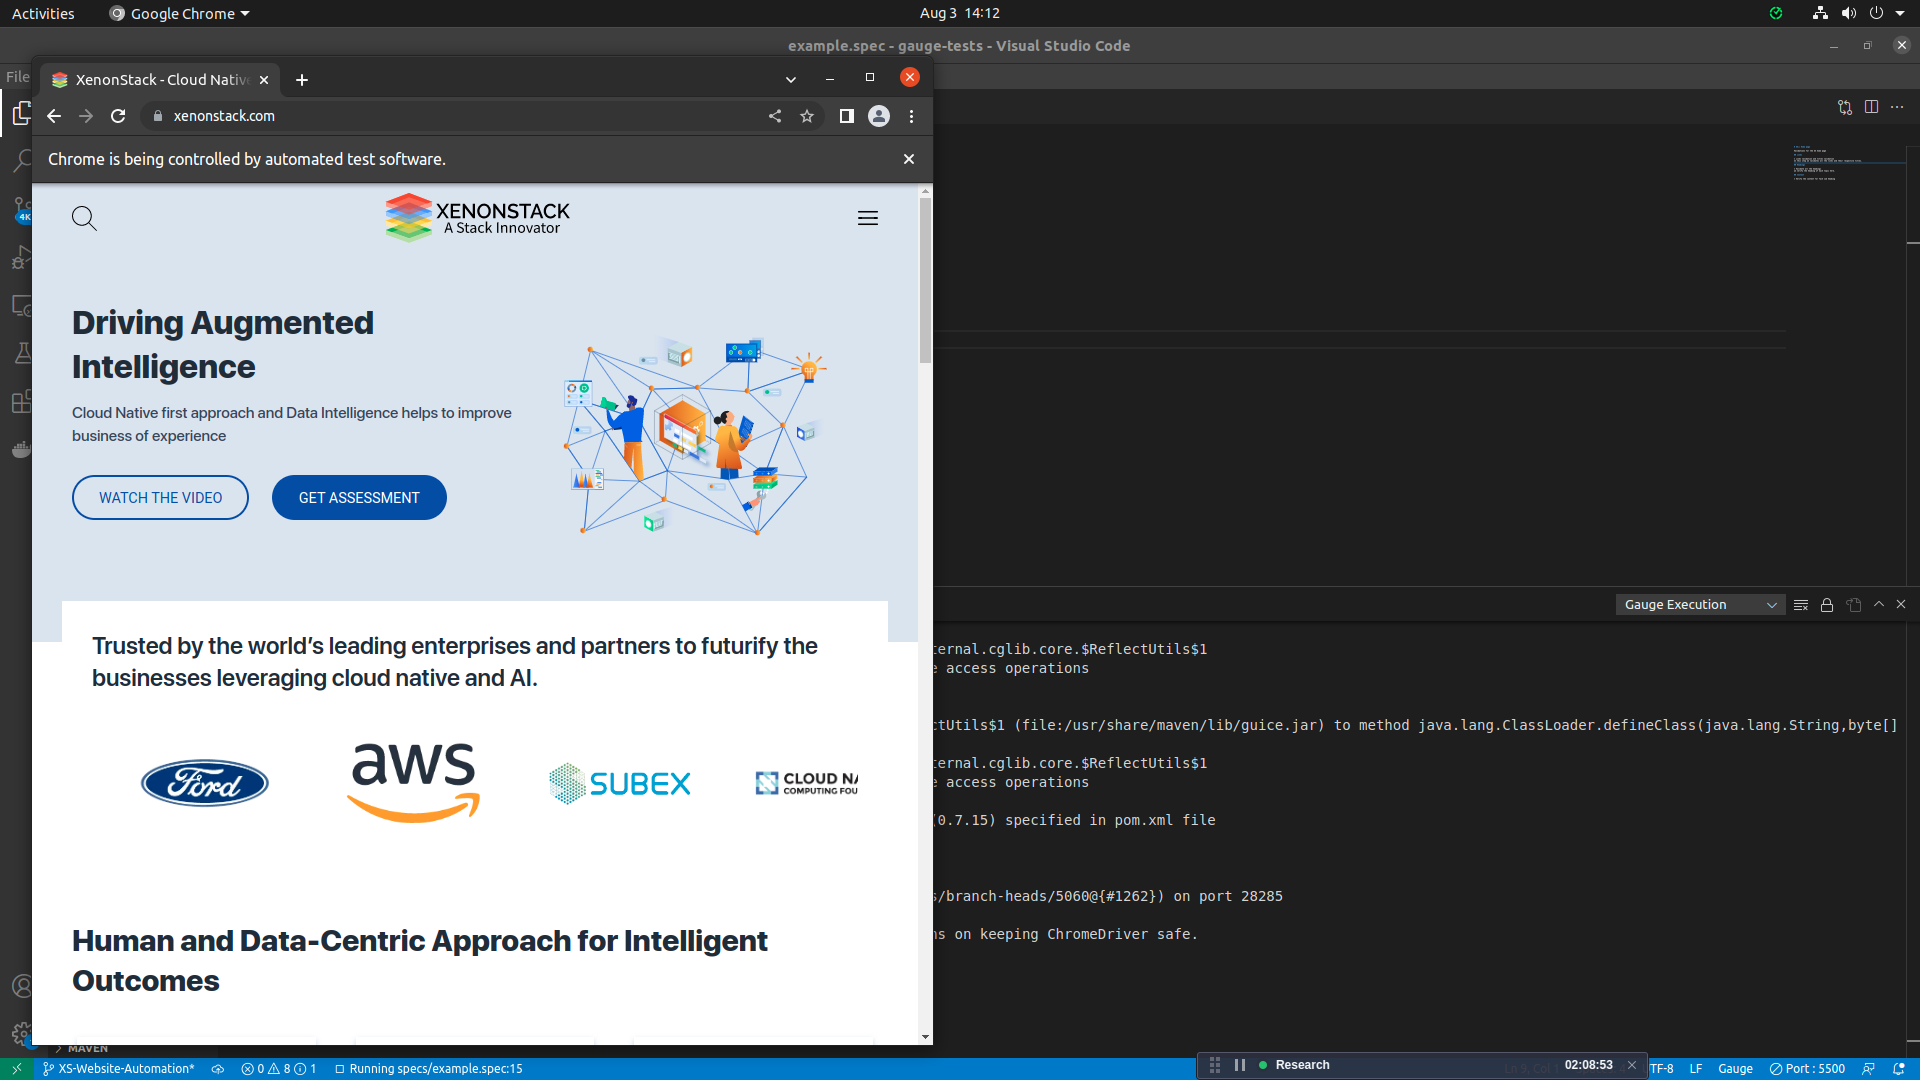 Activities
Google Chrome
Aug 3 14:12
example.spec - gauge-tests - Visual Studio Code
File
XenonStack - Cloud Native
xenonstack.com
Chrome is being controlled by automated test software.
XENONSTACK
A Stack Innovator
4K
Driving Augmented
Intelligence
Cloud Native first approach and Data Intelligence helps to improve
business of experience
WATCH THE VIDEO
GET ASSESSMENT
Trusted by the world's leading enterprises and partners to futurify the
businesses leveraging cloud native and AI.
Ford
aws
SUBEX
CLOUD NA
COMPUTING FOU
Human and Data-Centric Approach for Intelligent
Outcomes
Gauge Execution
ternal.cglib.core.$ReflectUtils$1
e access operations
ctUtils$1 (file:/usr/share/maven/lib/guice.jar) to method java.lang.ClassLoader.defineClass(java.lang.String,byte[]
ternal.cglib.core.$ReflectUtils$1
e access operations
(0.7.15) specified in pom.xml file
s/branch-heads/5060@{#1262}) on port 28285
ns on keeping ChromeDriver safe.
MAVEN
XS-Website-Automation*
0 8 1
Running specs/example.spec:15
Research
02:08:53
TF-8
LF
Gauge
Port : 5500